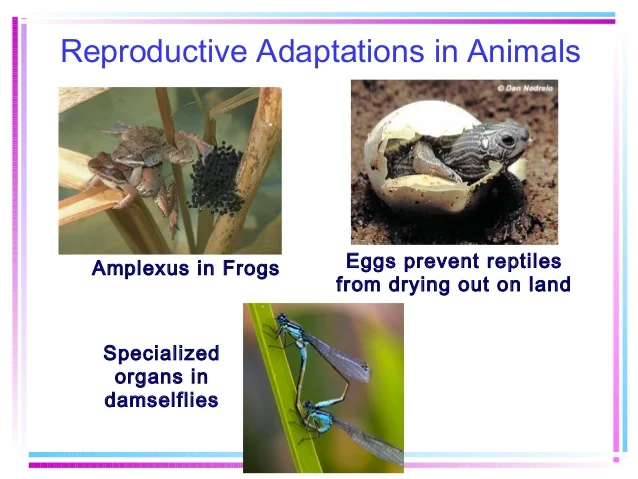 Reproductive Adaptations in Animals
© Dan Nedrelo
Amplexus in Frogs
Eggs prevent reptiles
from drying out on land
Specialized
organs in
damselflies